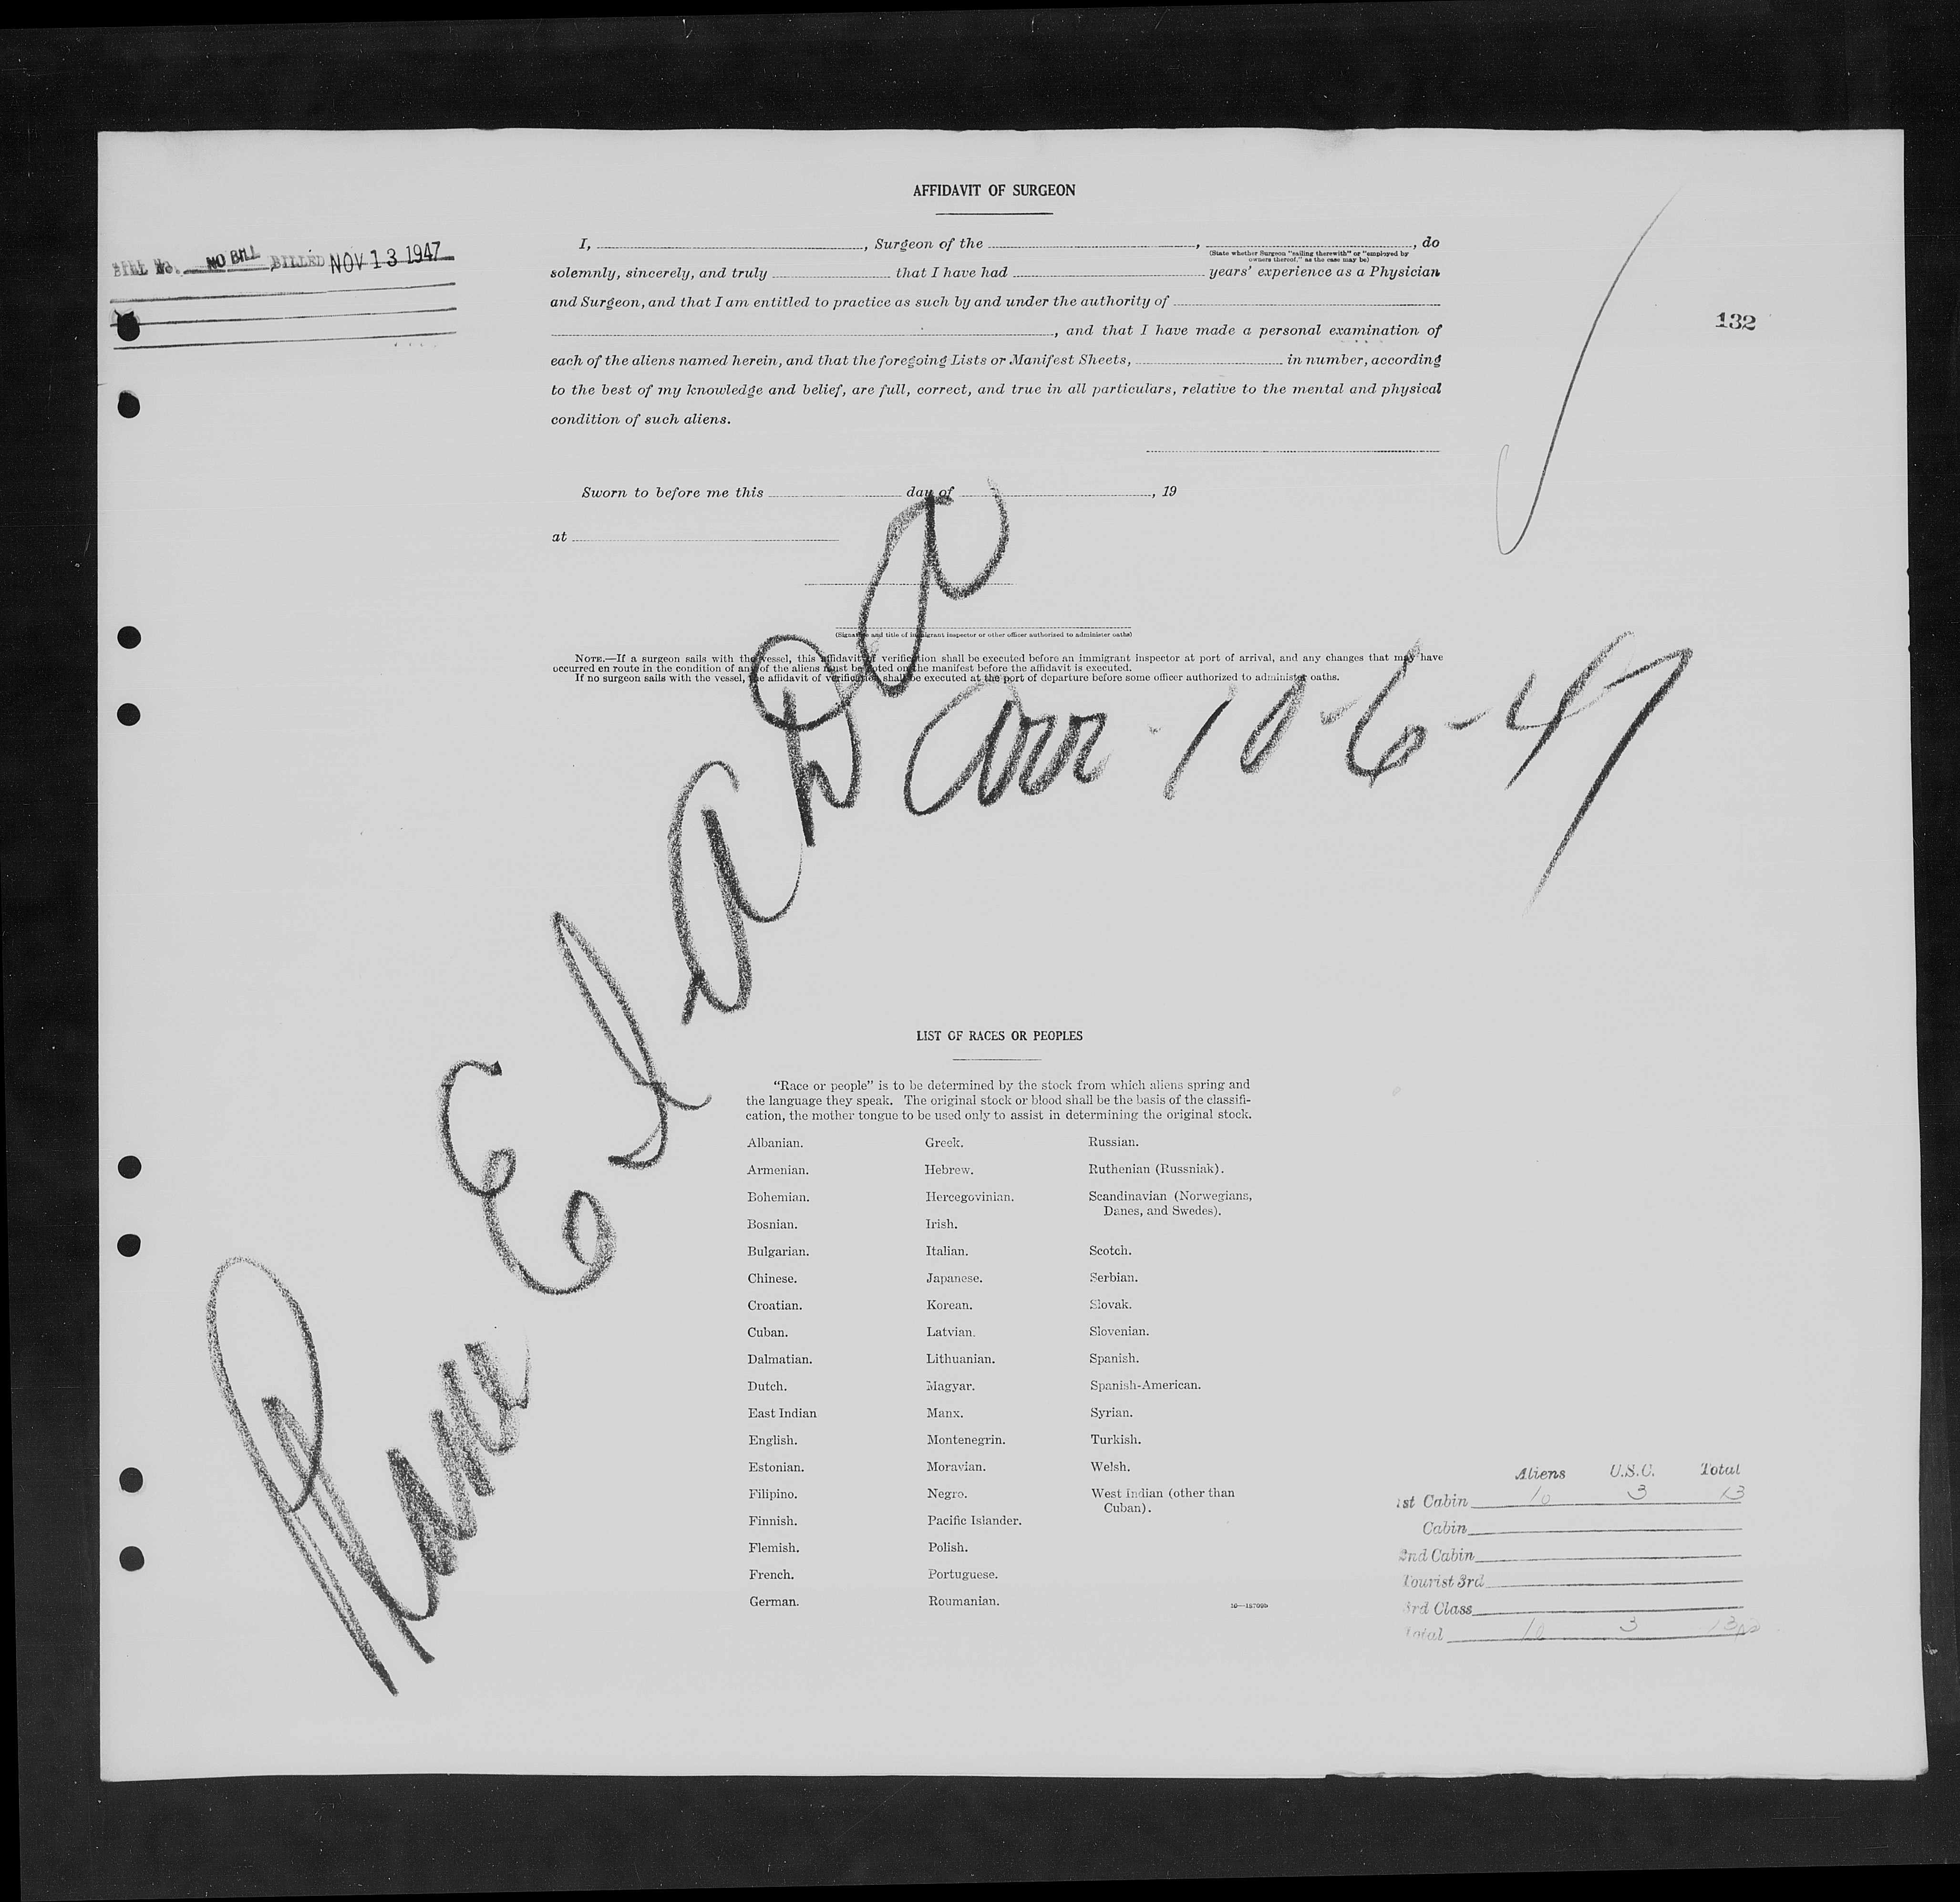 AFFIDAVIT OF SURGEON
BILL No. NO BILL BILLED NOV 13 1947
I, , Surgeon of the , , do
(State whether Surgeon "sailing therewith" or "employed by
owners thereof," as the case may be)
solemnly, sincerely, and truly that I have had years' experience as a Physician
and Surgeon, and that I am entitled to practice as such by and under the authority of
, and that I have made a personal examination of
132
each of the aliens named herein, and that the foregoing Lists or Manifest Sheets, in number, according
to the best of my knowledge and belief, are full, correct, and true in all particulars, relative to the mental and physical
condition of such aliens.
Sworn to before me this day of , 19
at
(Signature and title of immigrant inspector or other officer authorized to administer oaths)
NOTE.—If a surgeon sails with the vessel, this affidavit of verification shall be executed before an immigrant inspector at port of arrival, and any changes that may have
occurred en route in the condition of any of the aliens must be noted on the manifest before the affidavit is executed.
If no surgeon sails with the vessel, the affidavit of verification shall be executed at the port of departure before some officer authorized to administer oaths.
arr-10-6-47
LIST OF RACES OR PEOPLES
"Race or people" is to be determined by the stock from which aliens spring and
the language they speak. The original stock or blood shall be the basis of the classifi-
cation, the mother tongue to be used only to assist in determining the original stock.
Albanian.
Armenian.
Bohemian.
Bosnian.
Bulgarian.
Chinese.
Croatian.
Cuban.
Dalmatian.
Dutch.
East Indian
English.
Estonian.
Filipino.
Finnish.
Flemish.
French.
German.
Greek.
Hebrew.
Hercegovinian.
Irish.
Italian.
Japanese.
Korean.
Latvian.
Lithuanian.
Magyar.
Manx.
Montenegrin.
Moravian.
Negro.
Pacific Islander.
Polish.
Portuguese.
Roumanian.
Russian.
Ruthenian (Russniak).
Scandinavian (Norwegians,
Danes, and Swedes).
Scotch.
Serbian.
Slovak.
Slovenian.
Spanish.
Spanish-American.
Syrian.
Turkish.
Welsh.
West Indian (other than
Cuban).
Aliens U.S.C. Total
1st Cabin 10 3 13
Cabin
2nd Cabin
Tourist 3rd
3rd Class
Total 10 3 13